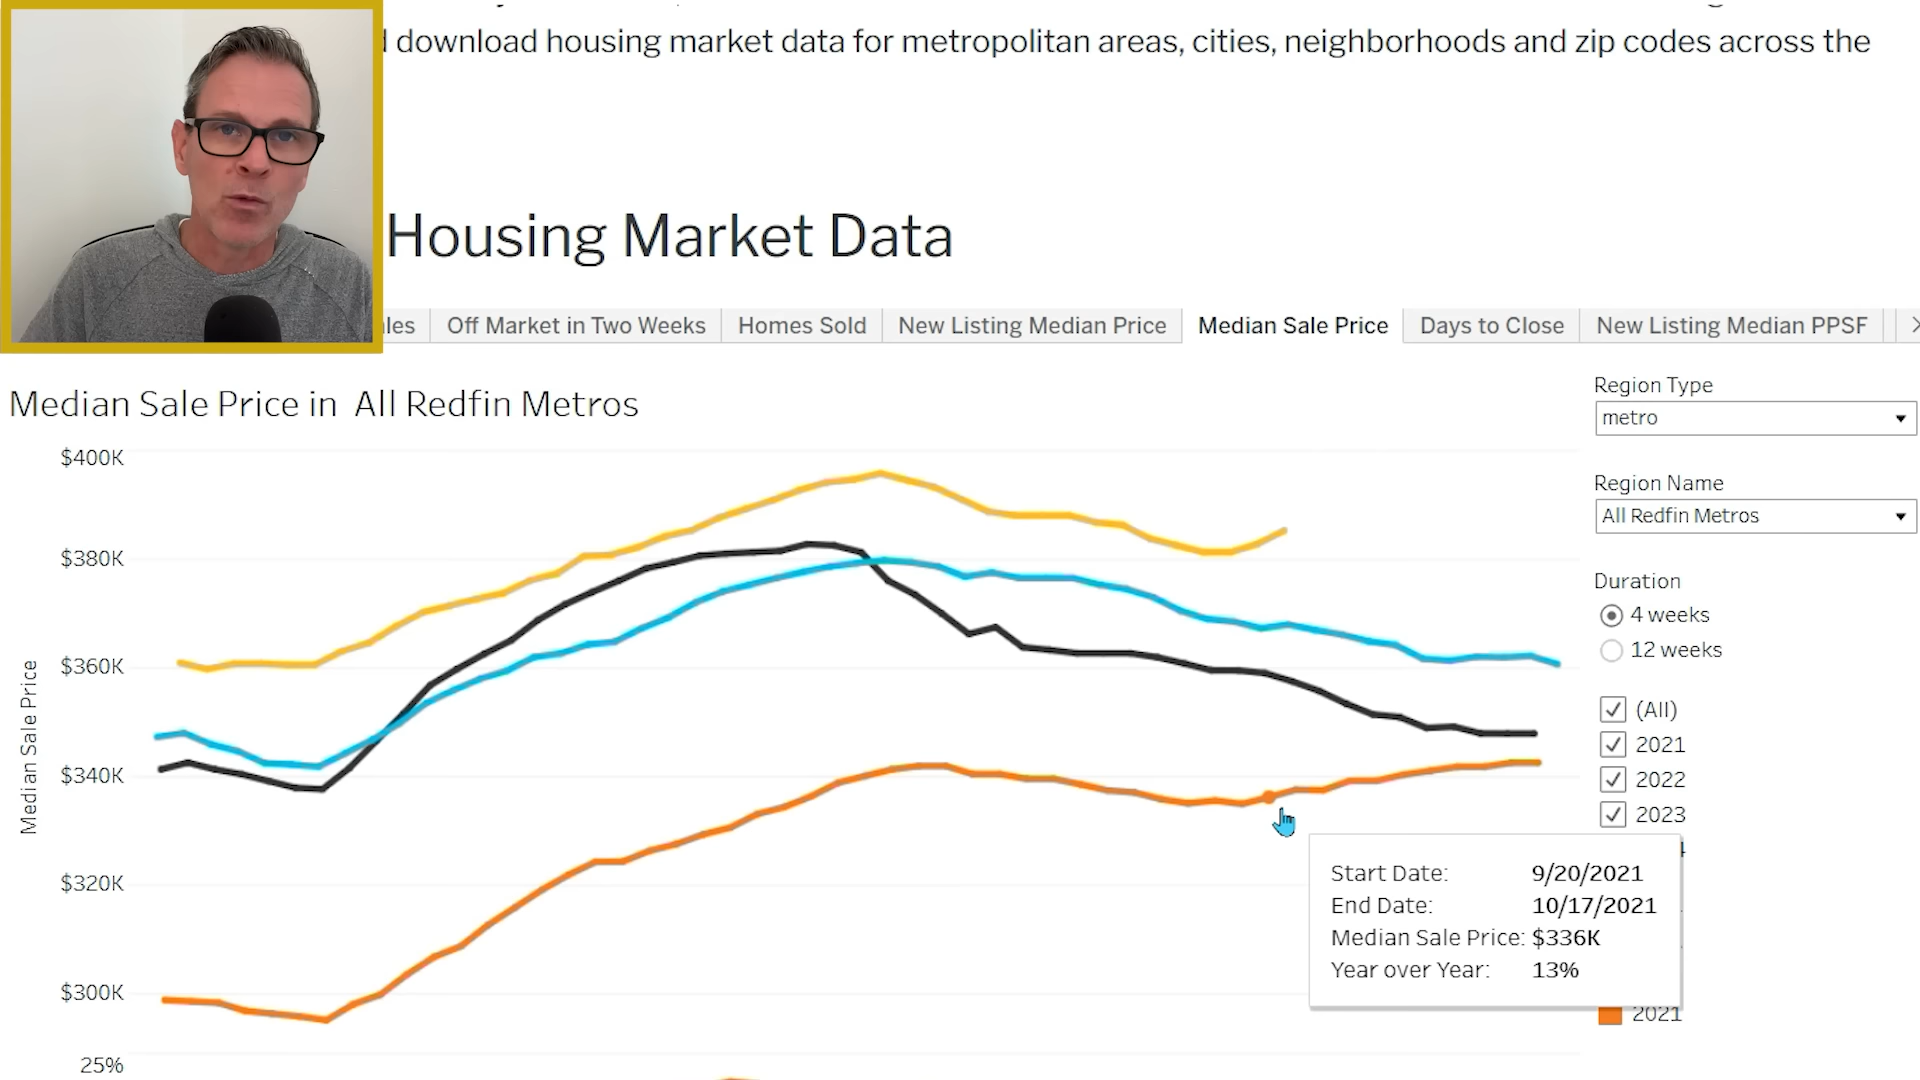 download housing market data for metropolitan areas, cities, neighborhoods and zip codes across the
Housing Market Data
Off Market in Two Weeks
Homes Sold
New Listing Median Price
Median Sale Price
Days to Close
New Listing Median PPSF
Median Sale Price in All Redfin Metros
Region Type
metro
Region Name
All Redfin Metros
Duration
4 weeks
12 weeks
(All)
2021
2022
2023
$400K
$380K
$360K
$340K
$320K
$300K
25%
Median Sale Price
Start Date: 9/20/2021
End Date: 10/17/2021
Median Sale Price: $336K
Year over Year: 13%
2021